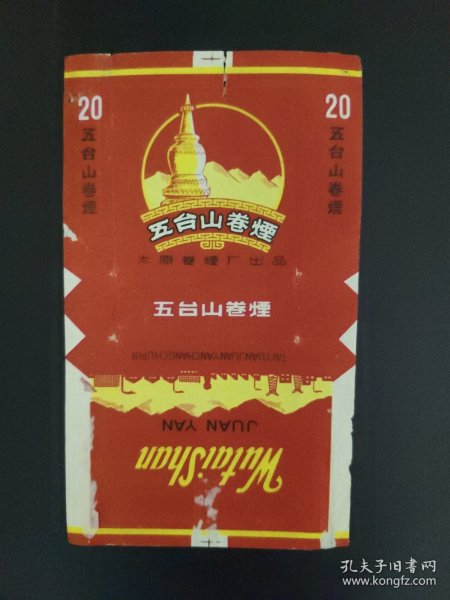 20
五台山卷煙
20
五台山卷煙
五台山卷煙
太原卷煙厂出品
五台山卷煙
TAIYUANJUANYANCHANGCHUPIN
JUAN YAN
WutaiShan
孔夫子旧书网
www.kongfz.com